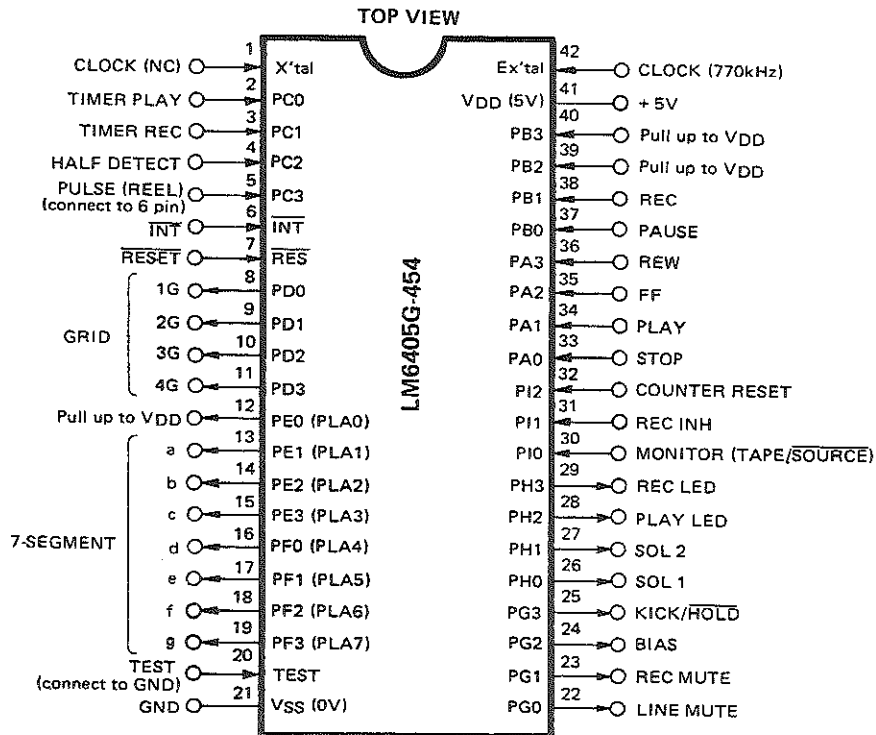 TOP VIEW
LM6405G-454
CLOCK (NC) 1 X'tal
TIMER PLAY 2 PC0
TIMER REC 3 PC1
HALF DETECT 4 PC2
PULSE (REEL) 5 PC3
(connect to 6 pin)
INT 6 INT
RESET 7 RES
GRID
1G 8 PD0
2G 9 PD1
3G 10 PD2
4G 11 PD3
Pull up to VDD 12 PE0 (PLA0)
7-SEGMENT
a 13 PE1 (PLA1)
b 14 PE2 (PLA2)
c 15 PE3 (PLA3)
d 16 PF0 (PLA4)
e 17 PF1 (PLA5)
f 18 PF2 (PLA6)
g 19 PF3 (PLA7)
TEST 20 TEST
(connect to GND)
GND 21 VSS (0V)
Ex'tal 42 CLOCK (770kHz)
VDD (5V) 41 +5V
PB3 40 Pull up to VDD
PB2 39 Pull up to VDD
PB1 38 REC
PB0 37 PAUSE
PA3 36 REW
PA2 35 FF
PA1 34 PLAY
PA0 33 STOP
PI2 32 COUNTER RESET
PI1 31 REC INH
PI0 30 MONITOR (TAPE/SOURCE)
PH3 29 REC LED
PH2 28 PLAY LED
PH1 27 SOL 2
PH0 26 SOL 1
PG3 25 KICK/HOLD
PG2 24 BIAS
PG1 23 REC MUTE
PG0 22 LINE MUTE